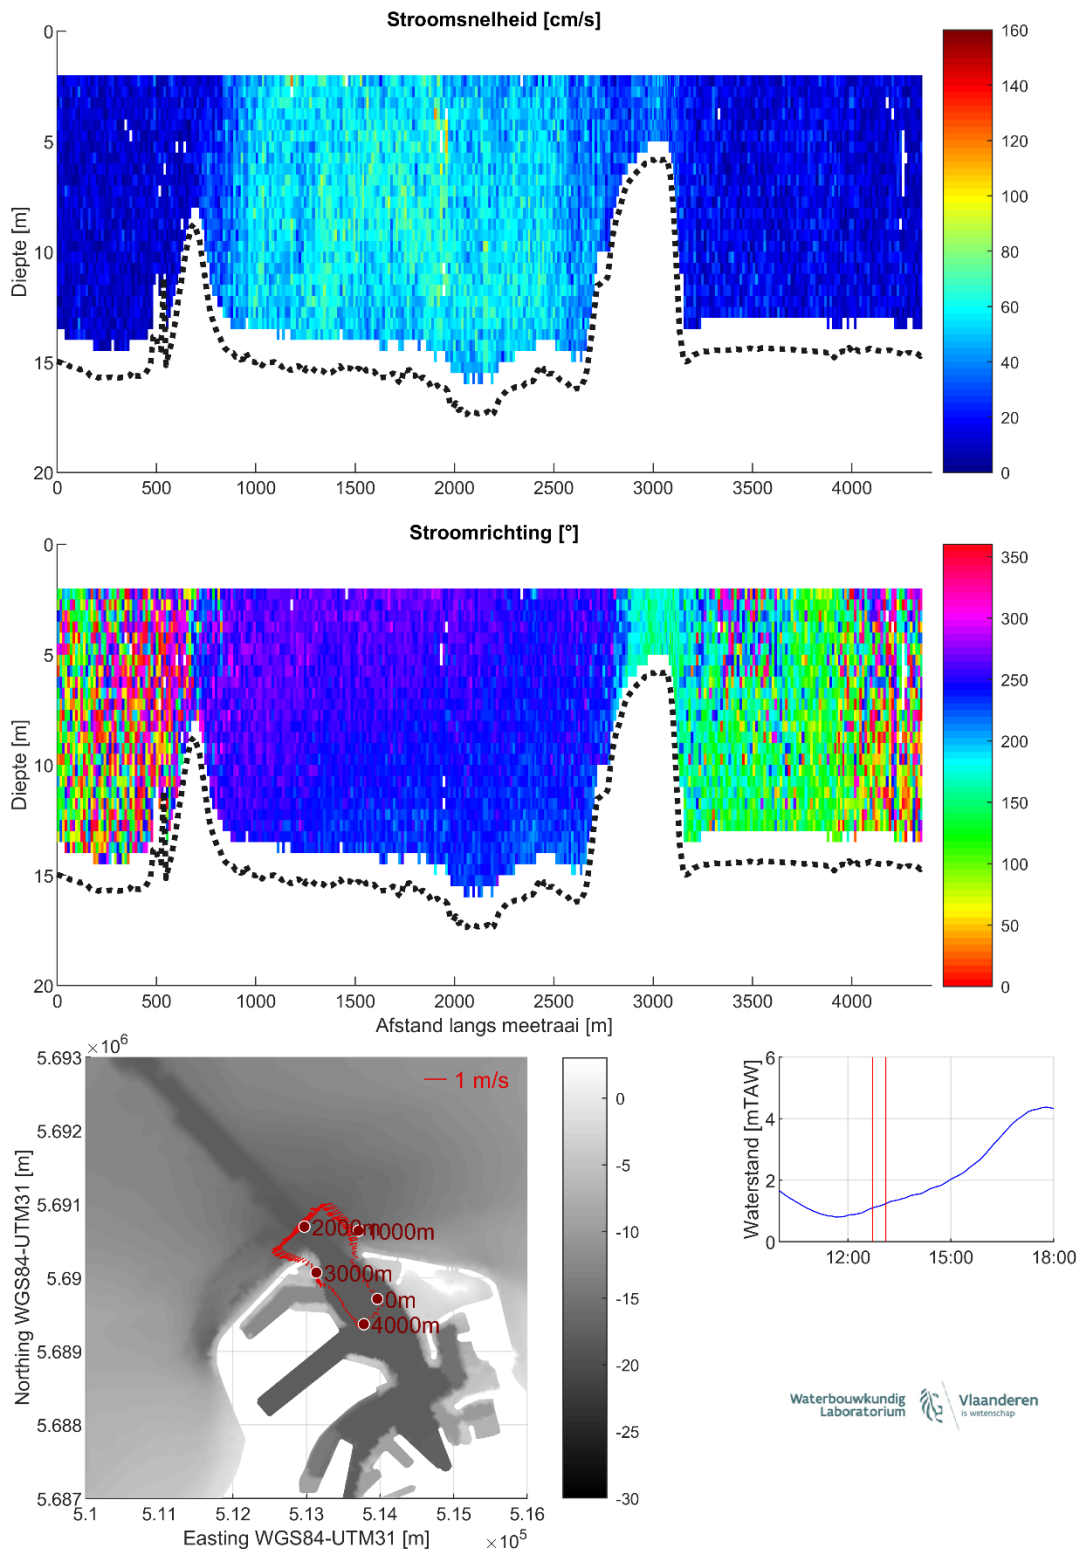 Stroomsnelheid [cm/s]
0
5
10
15
20
Diepte [m]
0 500 1000 1500 2000 2500 3000 3500 4000
160
140
120
100
80
60
40
20
0
Stroomrichting [°]
0
5
10
15
20
Diepte [m]
0 500 1000 1500 2000 2500 3000 3500 4000
Afstand langs meetraai [m]
350
300
250
200
150
100
50
0
×10⁶
5.693
5.692
5.691
5.69
5.689
5.688
5.687
Northing WGS84-UTM31 [m]
1 m/s
2000m
1000m
3000m
0m
4000m
5.1 5.11 5.12 5.13 5.14 5.15 5.16
Easting WGS84-UTM31 [m]
×10⁵
0
-5
-10
-15
-20
-25
-30
Waterstand [mTAW]
6
4
2
0
12:00 15:00 18:00
Waterbouwkundig
Laboratorium
Vlaanderen
is wetenschap